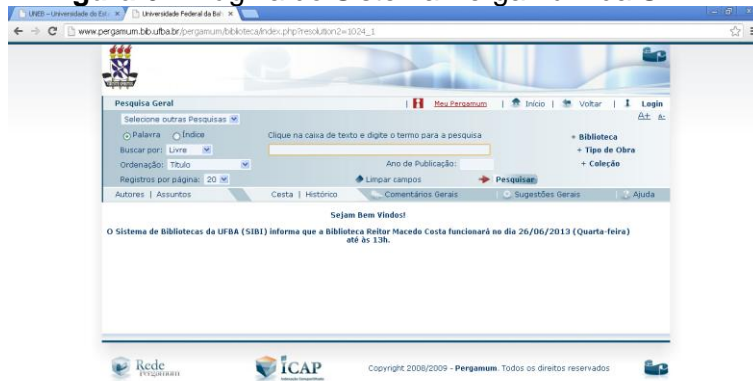 UNEB – Universidade do Est
Universidade Federal da Bah
www.pergamum.bib.ufba.br/pergamum/biblioteca/index.php?resolution2=1024_1
Pesquisa Geral | Meu Pergamum | Início | Voltar | Login
Selecione outras Pesquisas A+ A-
Palavra Índice Clique na caixa de texto e digite o termo para a pesquisa + Biblioteca
Buscar por: Livre + Tipo de Obra
Ordenação: Título Ano de Publicação: + Coleção
Registros por página: 20 Limpar campos Pesquisar
Autores | Assuntos Cesta | Histórico Comentários Gerais Sugestões Gerais Ajuda
Sejam Bem Vindos!
O Sistema de Bibliotecas da UFBA (SIBI) informa que a Biblioteca Reitor Macedo Costa funcionará no dia 26/06/2013 (Quarta-feira)
até às 13h.
Rede Pergamum ICAP Copyright 2008/2009 - Pergamum. Todos os direitos reservados